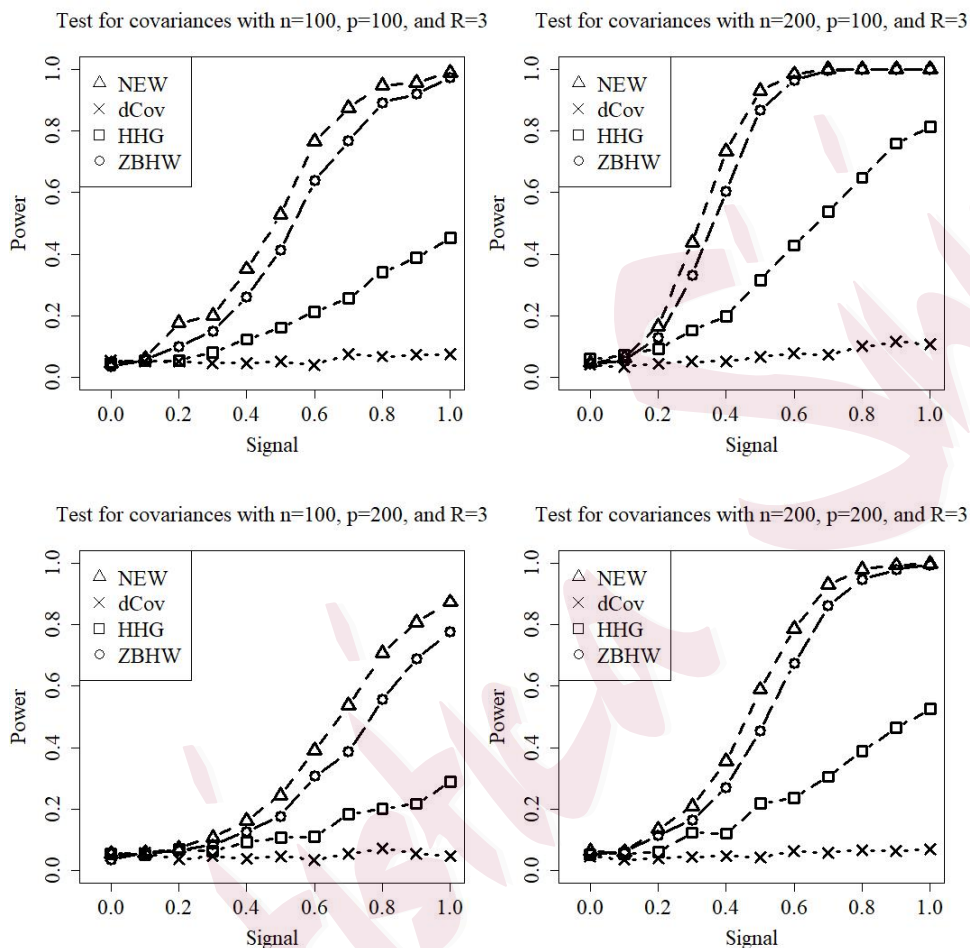 Test for covariances with n=100, p=100, and R=3
1.0
0.8
0.6
0.4
0.2
0.0
Power
NEW
dCov
HHG
ZBHW
0.0 0.2 0.4 0.6 0.8 1.0
Signal
Test for covariances with n=200, p=100, and R=3
1.0
0.8
0.6
0.4
0.2
0.0
Power
NEW
dCov
HHG
ZBHW
0.0 0.2 0.4 0.6 0.8 1.0
Signal
Test for covariances with n=100, p=200, and R=3
1.0
0.8
0.6
0.4
0.2
0.0
Power
NEW
dCov
HHG
ZBHW
0.0 0.2 0.4 0.6 0.8 1.0
Signal
Test for covariances with n=200, p=200, and R=3
1.0
0.8
0.6
0.4
0.2
0.0
Power
NEW
dCov
HHG
ZBHW
0.0 0.2 0.4 0.6 0.8 1.0
Signal